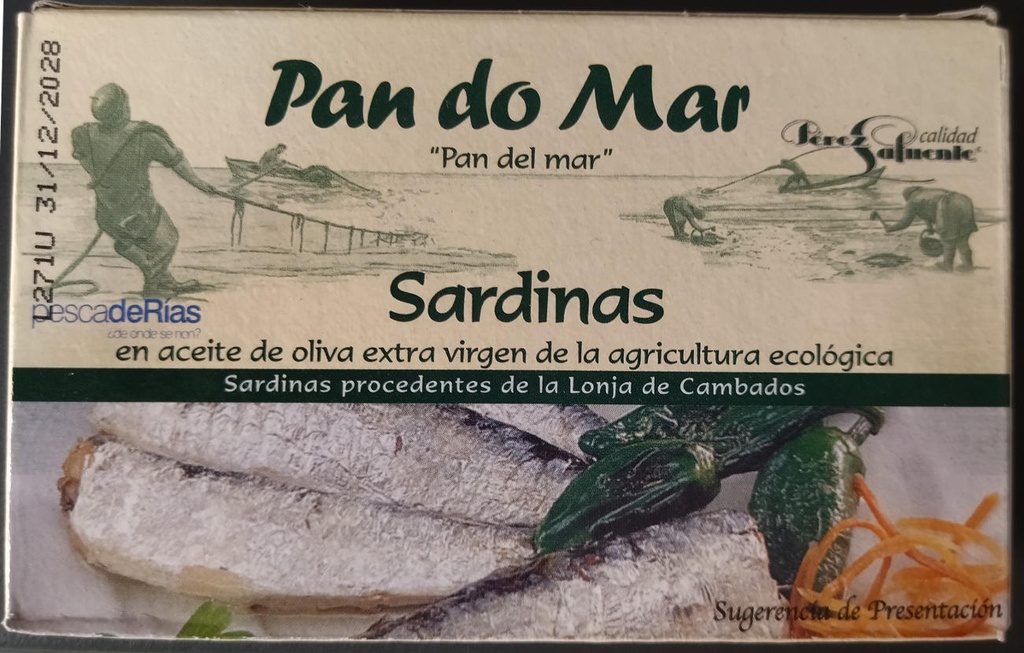 L271U 31/12/2028
Pan do Mar
"Pan del mar"
Pérez Lafuente calidad
Sardinas
pescadeRías
¿de onde se non?
en aceite de oliva extra virgen de la agricultura ecológica
Sardinas procedentes de la Lonja de Cambados
Sugerencia de Presentación